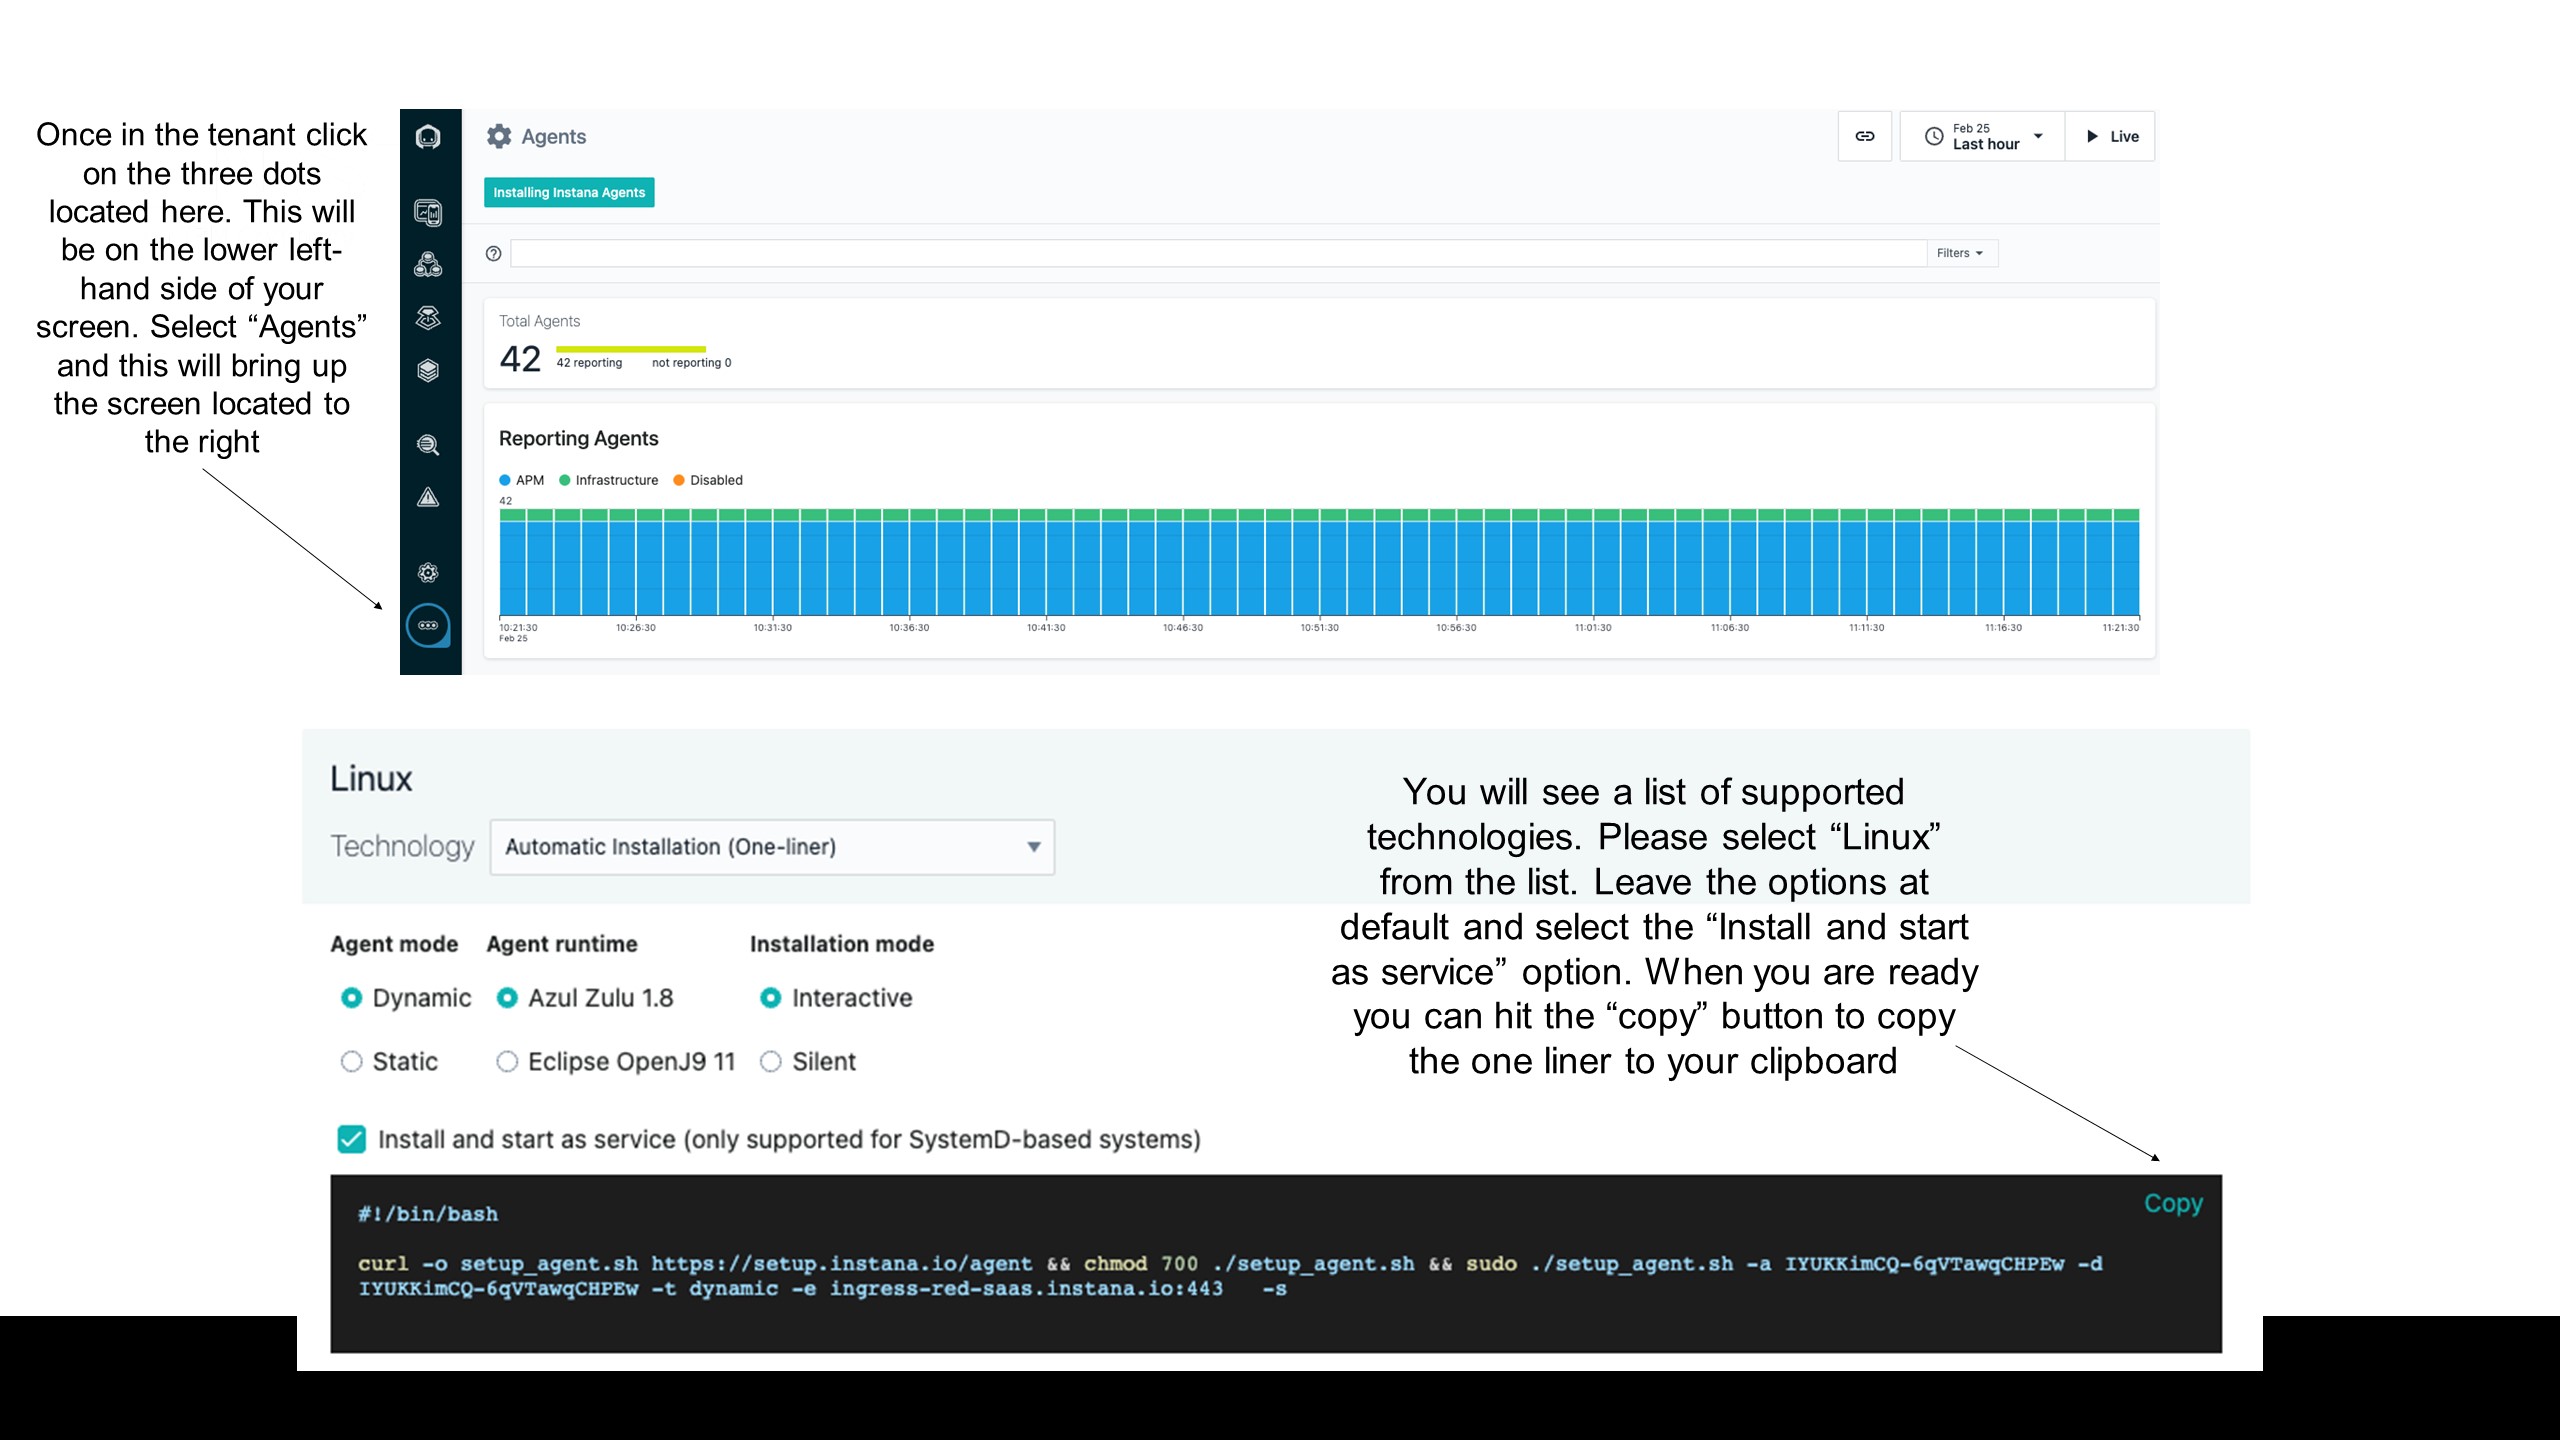 Once in the tenant click
on the three dots
located here. This will
be on the lower left-
hand side of your
screen. Select “Agents”
and this will bring up
the screen located to
the right
Agents
Feb 25
Last hour
Live
Installing Instana Agents
Filters
Total Agents
42
42 reporting
not reporting 0
Reporting Agents
APM
Infrastructure
Disabled
42
10:21:30
Feb 25
10:26:30
10:31:30
10:36:30
10:41:30
10:46:30
10:51:30
10:56:30
11:01:30
11:06:30
11:11:30
11:16:30
11:21:30
Linux
Technology
Automatic Installation (One-liner)
You will see a list of supported
technologies. Please select “Linux”
from the list. Leave the options at
default and select the “Install and start
as service” option. When you are ready
you can hit the “copy” button to copy
the one liner to your clipboard
Agent mode
Agent runtime
Installation mode
Dynamic
Azul Zulu 1.8
Interactive
Static
Eclipse OpenJ9 11
Silent
Install and start as service (only supported for SystemD-based systems)
Copy
#!/bin/bash
curl -o setup_agent.sh https://setup.instana.io/agent && chmod 700 ./setup_agent.sh && sudo ./setup_agent.sh -a IYUKKimCQ-6qVTawqCHPEw -d
IYUKKimCQ-6qVTawqCHPEw -t dynamic -e ingress-red-saas.instana.io:443 -s